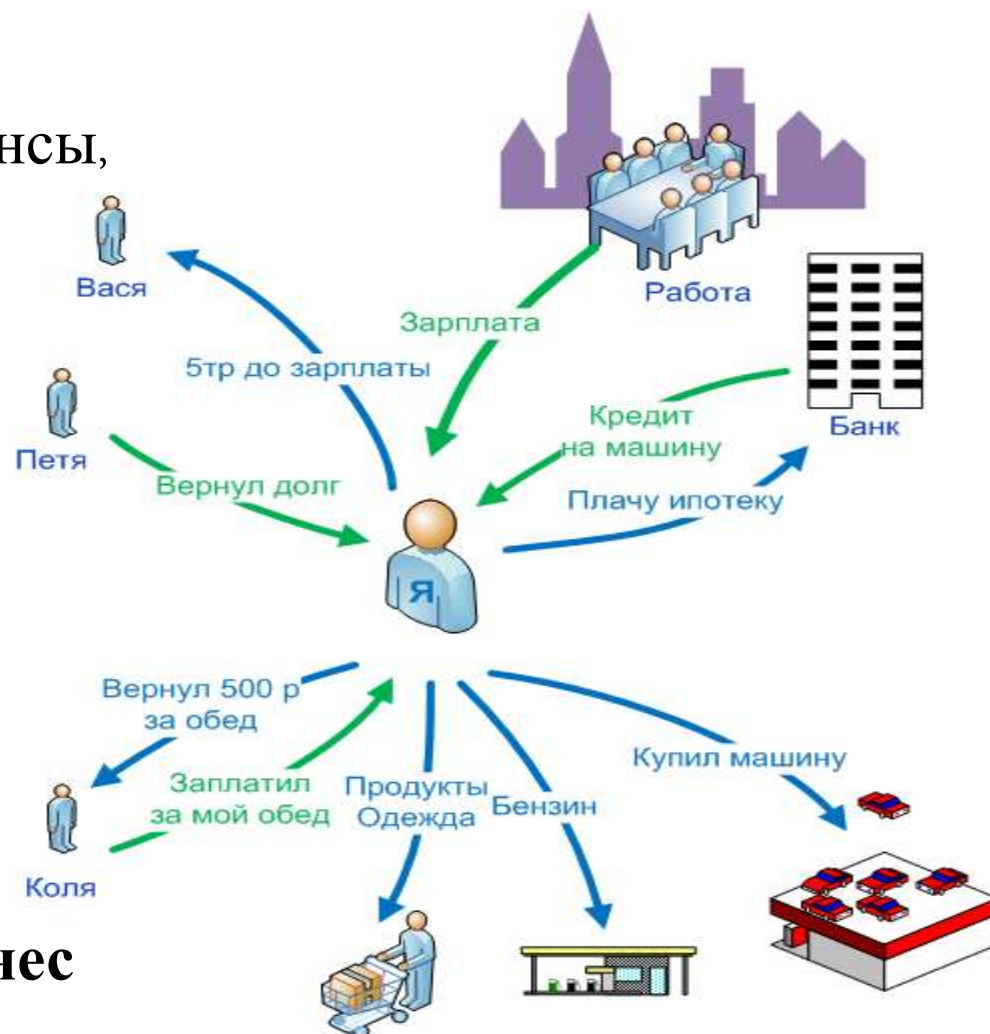 нсы,
Вася
Работа
Зарплата
5тр до зарплаты
Кредит
на машину
Банк
Петя
Вернул долг
Плачу ипотеку
Я
Вернул 500 р
за обед
Купил машину
Заплатил
за мой обед
Продукты
Одежда
Бензин
Коля
нес